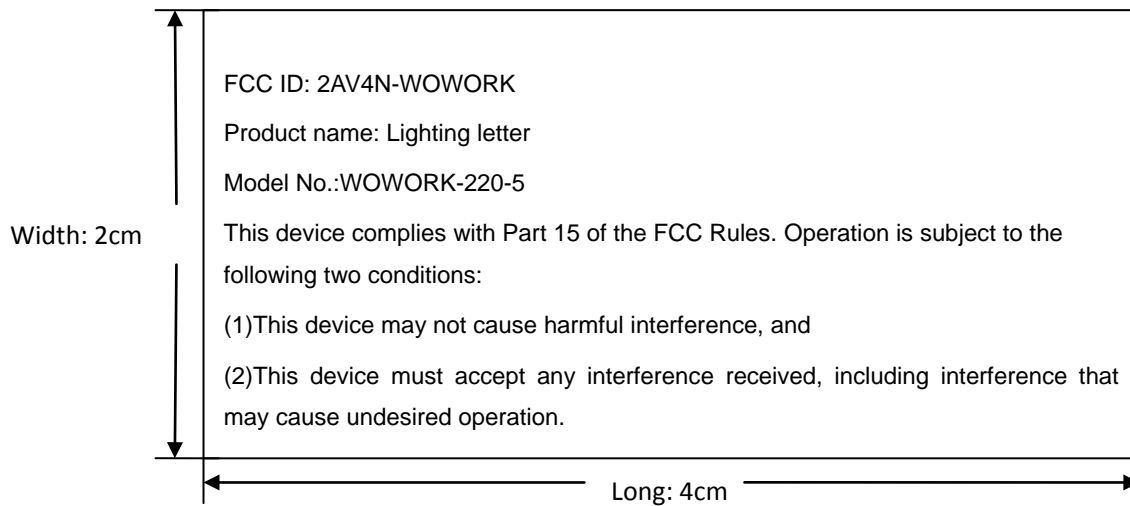 FCC ID: 2AV4N-WOWORK
Product name: Lighting letter
Model No.:WOWORK-220-5
Width: 2cm
This device complies with Part 15 of the FCC Rules. Operation is subject to the
following two conditions:
(1)This device may not cause harmful interference, and
(2)This device must accept any interference received, including interference that
may cause undesired operation.
Long: 4cm